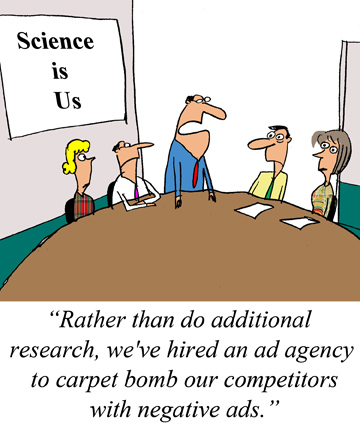 Science
is
Us
“Rather than do additional
research, we've hired an ad agency
to carpet bomb our competitors
with negative ads.”